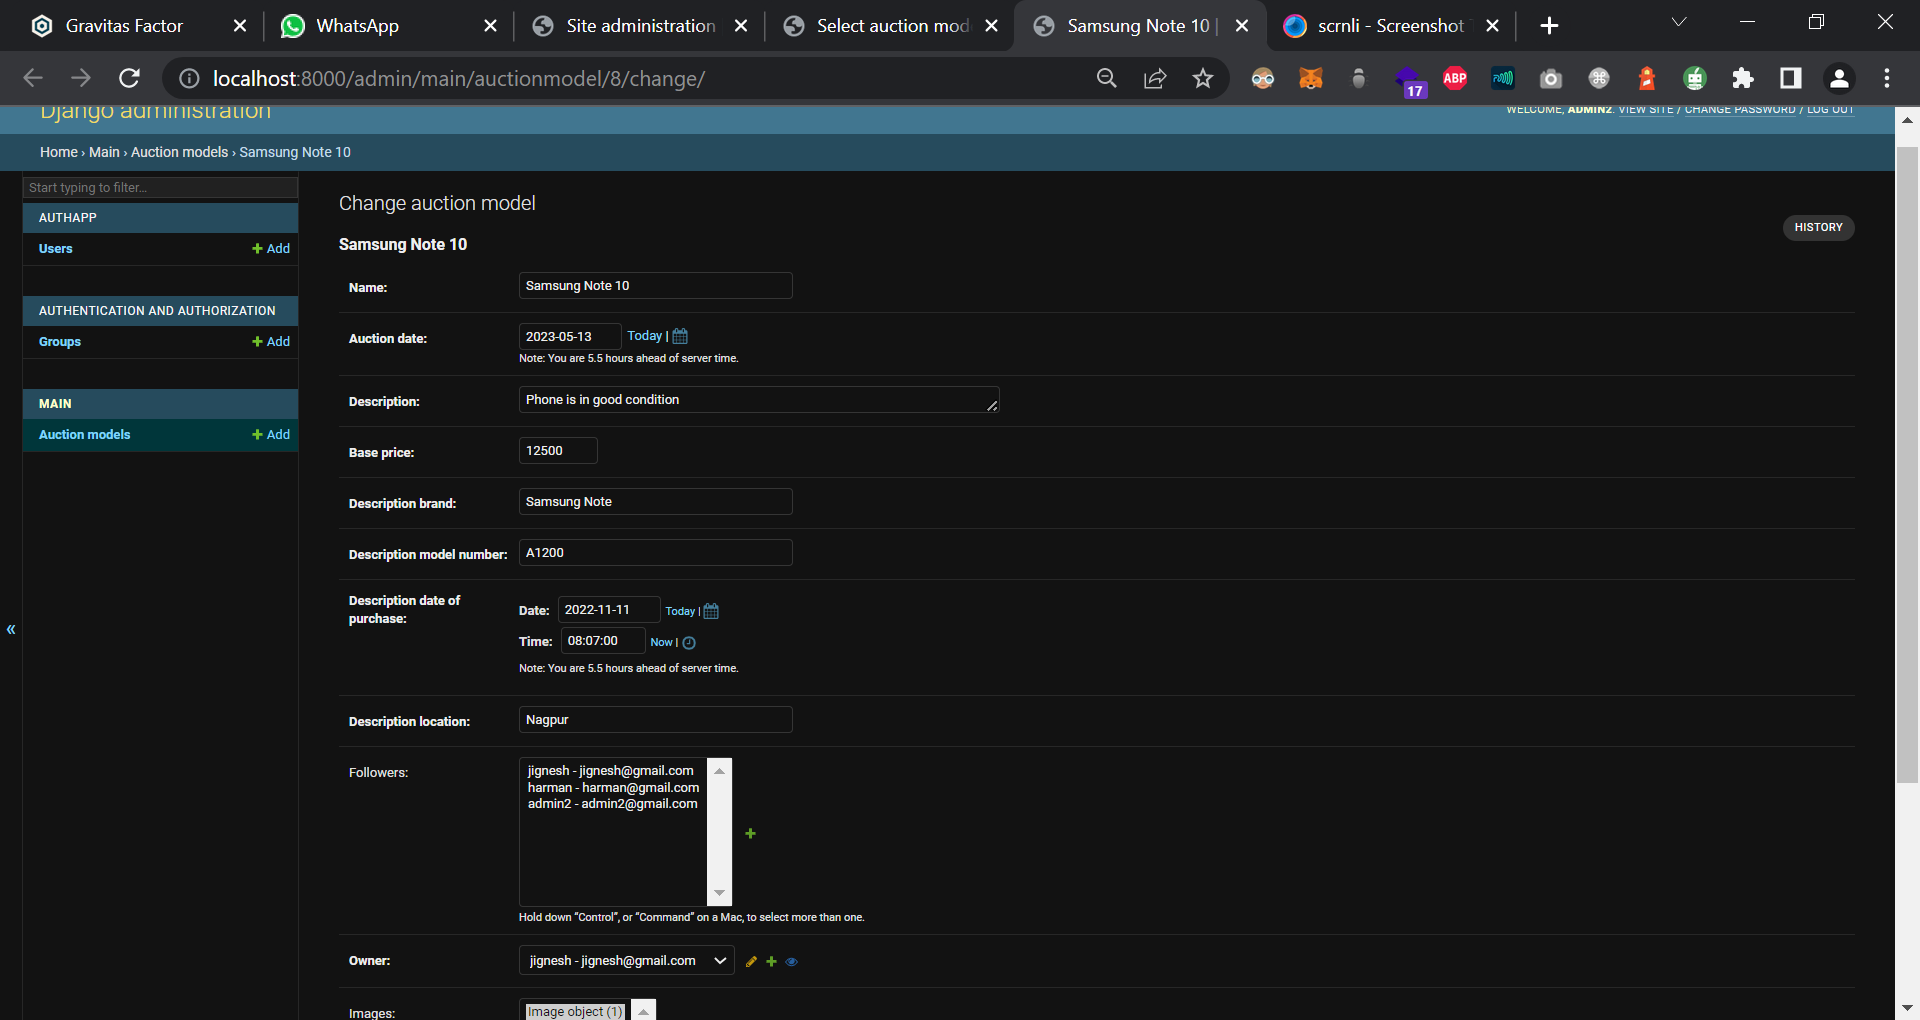 Gravitas Factor
WhatsApp
Site administration
Select auction mod
Samsung Note 10 |
scrnli - Screenshot
localhost:8000/admin/main/auctionmodel/8/change/
17
ABP
Django administration
WELCOME, ADMIN2. VIEW SITE / CHANGE PASSWORD / LOG OUT
Home › Main › Auction models › Samsung Note 10
Start typing to filter...
AUTHAPP
Users
+ Add
AUTHENTICATION AND AUTHORIZATION
Groups
+ Add
MAIN
Auction models
+ Add
«
Change auction model
HISTORY
Samsung Note 10
Name: Samsung Note 10
Auction date: 2023-05-13 Today |
Note: You are 5.5 hours ahead of server time.
Description: Phone is in good condition
Base price: 12500
Description brand: Samsung Note
Description model number: A1200
Description date of
purchase:
Date: 2022-11-11 Today |
Time: 08:07:00 Now |
Note: You are 5.5 hours ahead of server time.
Description location: Nagpur
Followers:
jignesh - jignesh@gmail.com
harman - harman@gmail.com
admin2 - admin2@gmail.com
Hold down “Control”, or “Command” on a Mac, to select more than one.
Owner: jignesh - jignesh@gmail.com
Images: Image object (1)